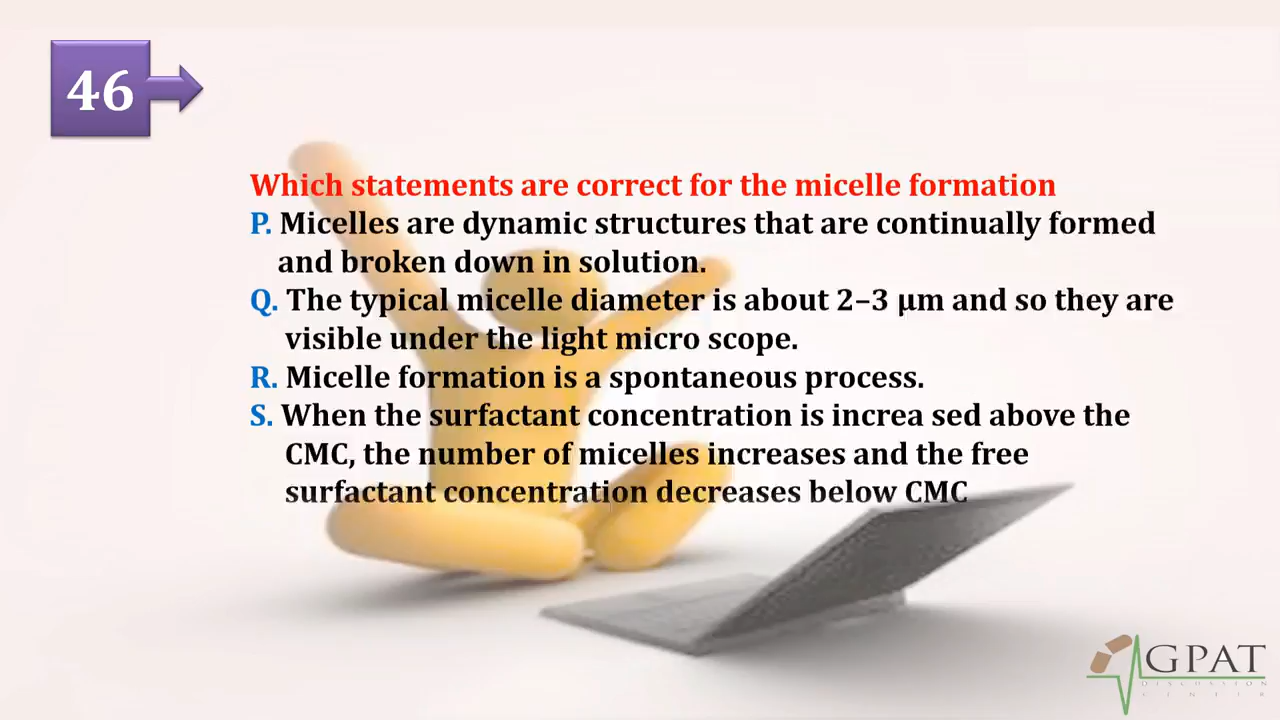 46
Which statements are correct for the micelle formation
P. Micelles are dynamic structures that are continually formed
and broken down in solution.
Q. The typical micelle diameter is about 2–3 µm and so they are
visible under the light micro scope.
R. Micelle formation is a spontaneous process.
S. When the surfactant concentration is increa sed above the
CMC, the number of micelles increases and the free
surfactant concentration decreases below CMC
GPAT
DISCUSSION
CENTER